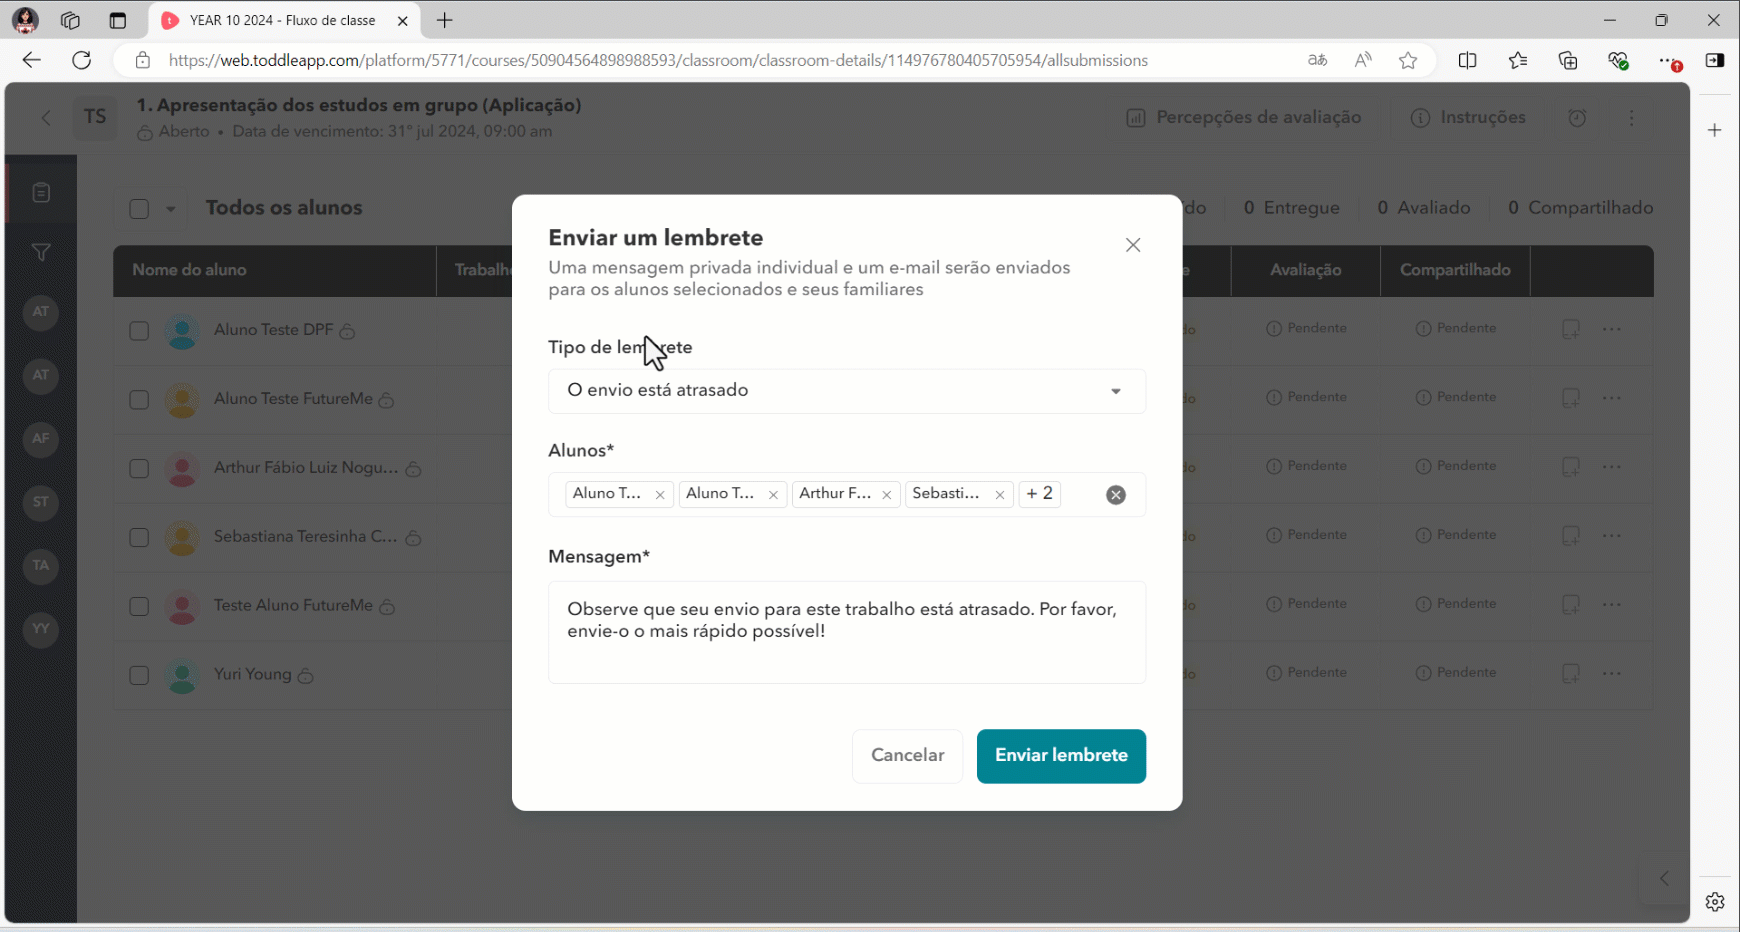 YEAR 10 2024 - Fluxo de classe
https://web.toddleapp.com/platform/5771/courses/50904564898988593/classroom/classroom-details/114976780405705954/allsubmissions
TS
1. Apresentação dos estudos em grupo (Aplicação)
Aberto • Data de vencimento: 31º jul 2024, 09:00 am
Percepções de avaliação
Instruções
Todos os alunos
do
0 Entregue
0 Avaliado
0 Compartilhado
Nome do aluno
Trabalh
e
Avaliação
Compartilhado
AT
AT
AF
ST
TA
YY
Aluno Teste DPF
do
Pendente
Pendente
Aluno Teste FutureMe
do
Pendente
Pendente
Arthur Fábio Luiz Nogu...
do
Pendente
Pendente
Sebastiana Teresinha C...
do
Pendente
Pendente
Teste Aluno FutureMe
do
Pendente
Pendente
Yuri Young
do
Pendente
Pendente
Enviar um lembrete
Uma mensagem privada individual e um e-mail serão enviados
para os alunos selecionados e seus familiares
Tipo de lembrete
O envio está atrasado
Alunos*
Aluno T...
Aluno T...
Arthur F...
Sebasti...
+ 2
Mensagem*
Observe que seu envio para este trabalho está atrasado. Por favor,
envie-o o mais rápido possível!
Cancelar
Enviar lembrete